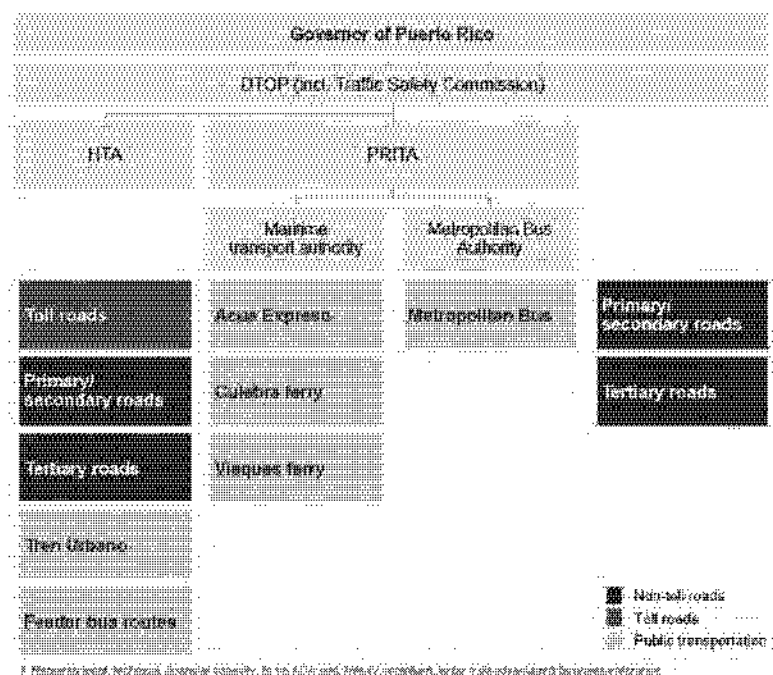 Governor of Puerto Rico
DTOP (incl. Traffic Safety Commission)
HTA
PRITA
Maritime
transport authority
Metropolitan Bus
Authority
Toll roads
Acua Expreso
Metropolitan Bus
Primary/
secondary roads
Primary/
secondary roads
Culebra ferry
Tertiary roads
Tertiary roads
Vieques ferry
Tren Urbano
Feeder bus routes
Non-toll roads
Toll roads
Public transportation